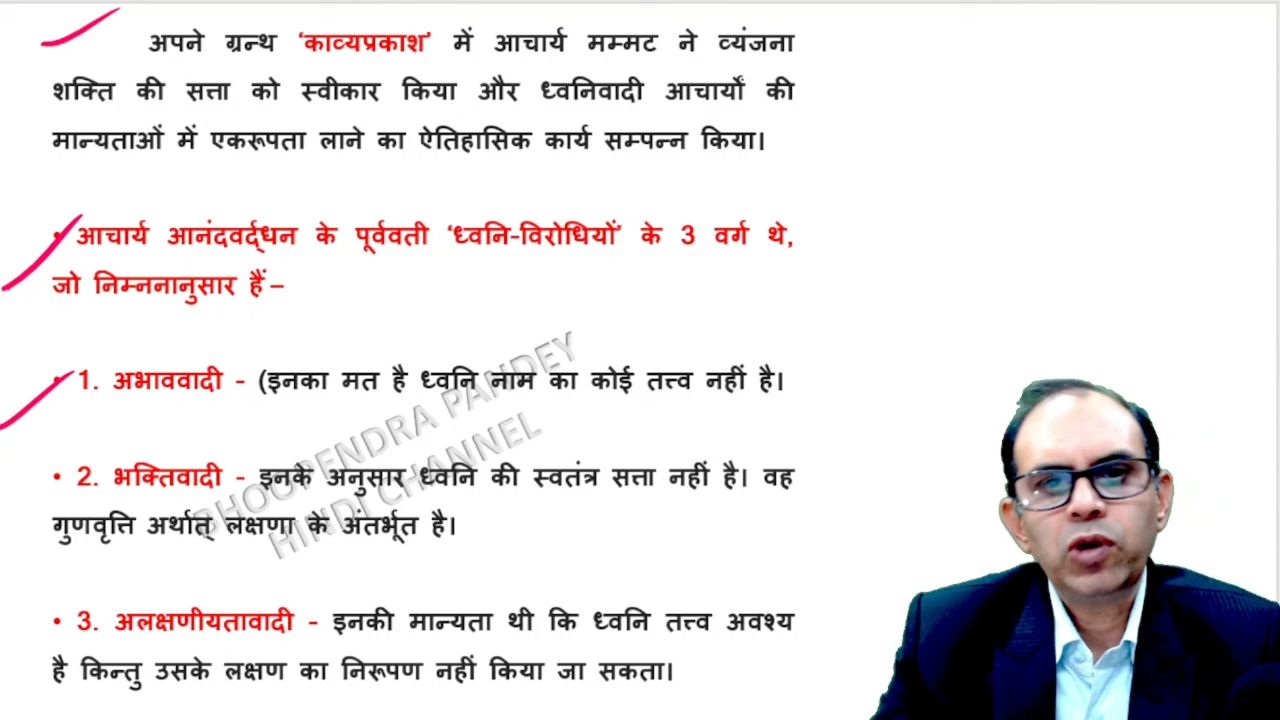 अपने ग्रन्थ ‘काव्यप्रकाश’ में आचार्य मम्मट ने व्यंजना
शक्ति की सत्ता को स्वीकार किया और ध्वनिवादी आचार्यों की
मान्यताओं में एकरूपता लाने का ऐतिहासिक कार्य सम्पन्न किया।
• आचार्य आनंदवर्द्धन के पूर्ववती ‘ध्वनि-विरोधियों’ के 3 वर्ग थे,
जो निम्ननानुसार हैं –
• 1. अभाववादी - (इनका मत है ध्वनि नाम का कोई तत्त्व नहीं है।
• 2. भक्तिवादी - इनके अनुसार ध्वनि की स्वतंत्र सत्ता नहीं है। वह
गुणवृत्ति अर्थात् लक्षणा के अंतर्भूत है।
• 3. अलक्षणीयतावादी - इनकी मान्यता थी कि ध्वनि तत्त्व अवश्य
है किन्तु उसके लक्षण का निरूपण नहीं किया जा सकता।
BHOOPENDRA PANDEY
HINDI CHANNEL